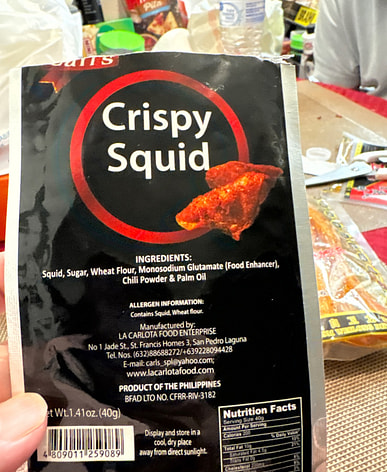 Crispy
Squid
INGREDIENTS:
Squid, Sugar, Wheat Flour, Monosodium Glutamate (Food Enhancer),
Chili Powder & Palm Oil
ALLERGEN INFORMATION:
Contains Squid, Wheat flour.
Manufactured by:
LA CARLOTA FOOD ENTERPRISE
No 1 Jade St., St. Francis Homes 3, San Pedro Laguna
Tel. Nos. (632)8688272/+639228094428
E-mail: carls_spl@yahoo.com;
www.lacarlotafood.com
PRODUCT OF THE PHILIPPINES
BFAD LTO NO. CFRR-RIV-3182
et Wt.1.41oz. (40g)
4 809011 259089
Display and store in a
cool, dry place
away from direct sunlight.
Nutrition Facts
Serving Size 40g
Amount Per Serving
Calories
% Daily Value
Total Fat
Saturated Fat
Cholesterol